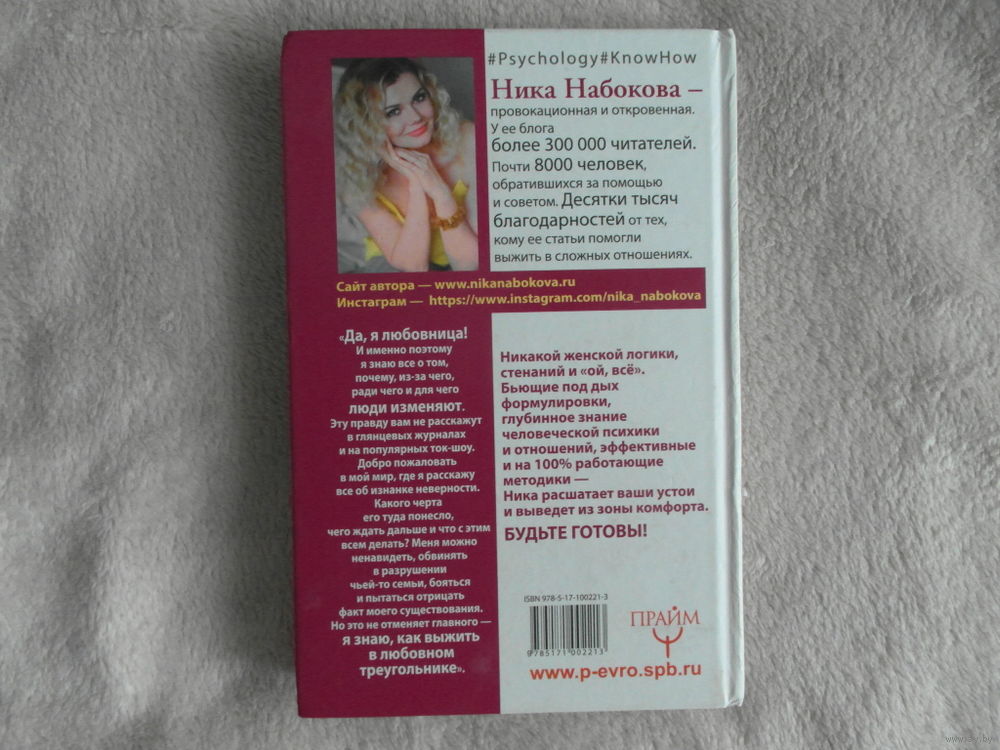 #Psychology#KnowHow
Ника Набокова –
провокационная и откровенная.
У ее блога
более 300 000 читателей.
Почти 8000 человек,
обратившихся за помощью
и советом. Десятки тысяч
благодарностей от тех,
кому ее статьи помогли
выжить в сложных отношениях.
Сайт автора — www.nikanabokova.ru
Инстаграм — https://www.instagram.com/nika_nabokova
«Да, я любовница!
И именно поэтому
я знаю все о том,
почему, из-за чего,
ради чего и для чего
люди изменяют.
Эту правду вам не расскажут
в глянцевых журналах
и на популярных ток-шоу.
Добро пожаловать
в мой мир, где я расскажу
все об изнанке неверности.
Какого черта
его туда понесло,
чего ждать дальше и что с этим
всем делать? Меня можно
ненавидеть, обвинять
в разрушении
чьей-то семьи, бояться
и пытаться отрицать
факт моего существования.
Но это не отменяет главного —
я знаю, как выжить
в любовном
треугольнике».
Никакой женской логики,
стенаний и «ой, всё».
Бьющие под дых
формулировки,
глубинное знание
человеческой психики
и отношений, эффективные
и на 100% работающие
методики —
Ника расшатает ваши устои
и выведет из зоны комфорта.
БУДЬТЕ ГОТОВЫ!
ISBN 978-5-17-100221-3
9785171002213
ПРАЙМ
www.p-evro.spb.ru